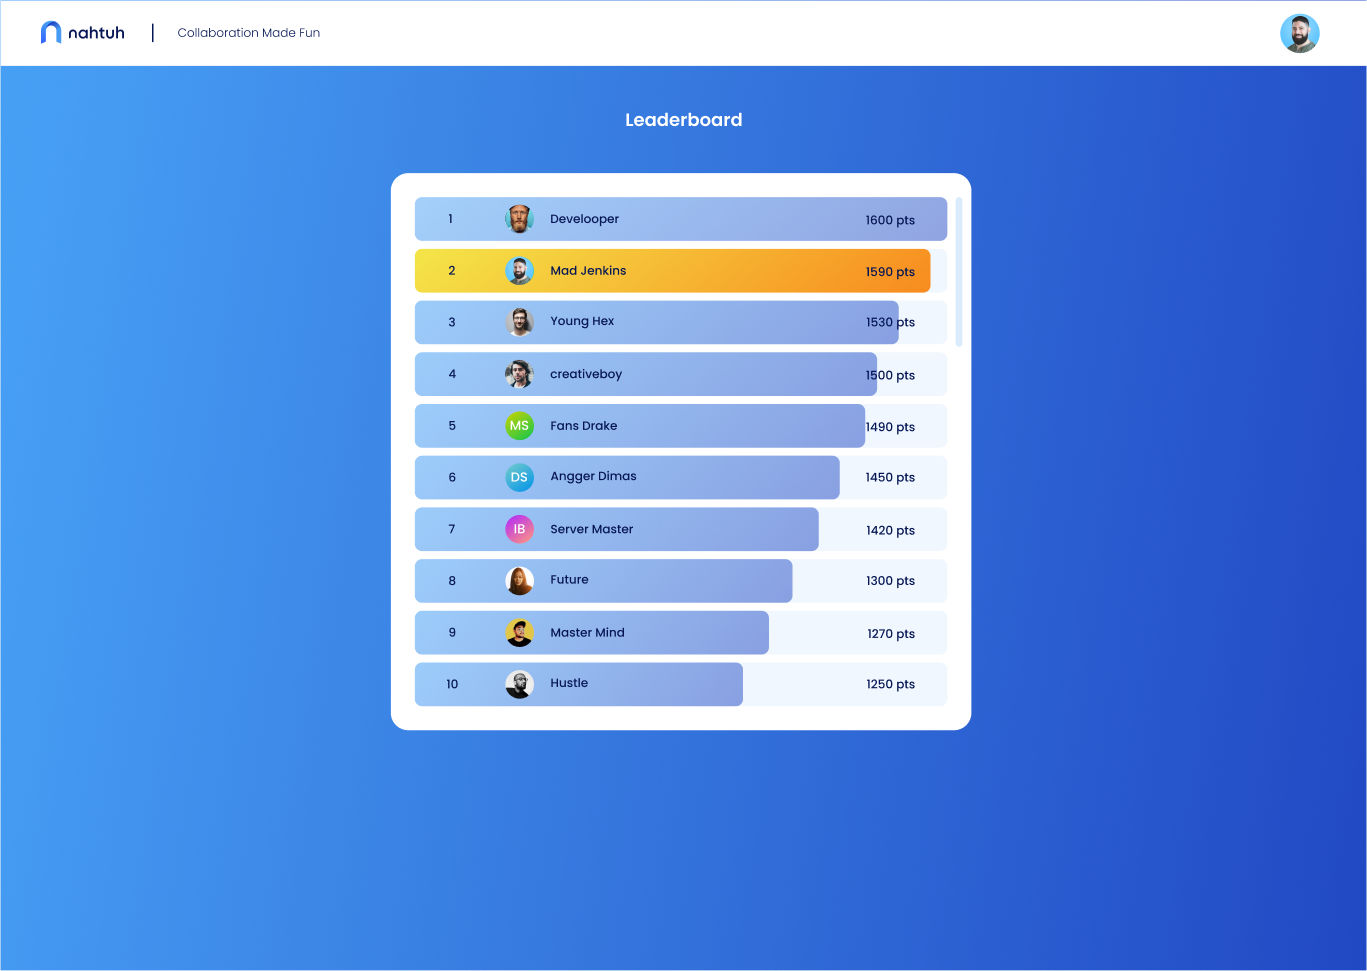 nahtuh | Collaboration Made Fun
Leaderboard
1 Develooper 1600 pts
2 Mad Jenkins 1590 pts
3 Young Hex 1530 pts
4 creativeboy 1500 pts
5 MS Fans Drake 1490 pts
6 DS Angger Dimas 1450 pts
7 IB Server Master 1420 pts
8 Future 1300 pts
9 Master Mind 1270 pts
10 Hustle 1250 pts